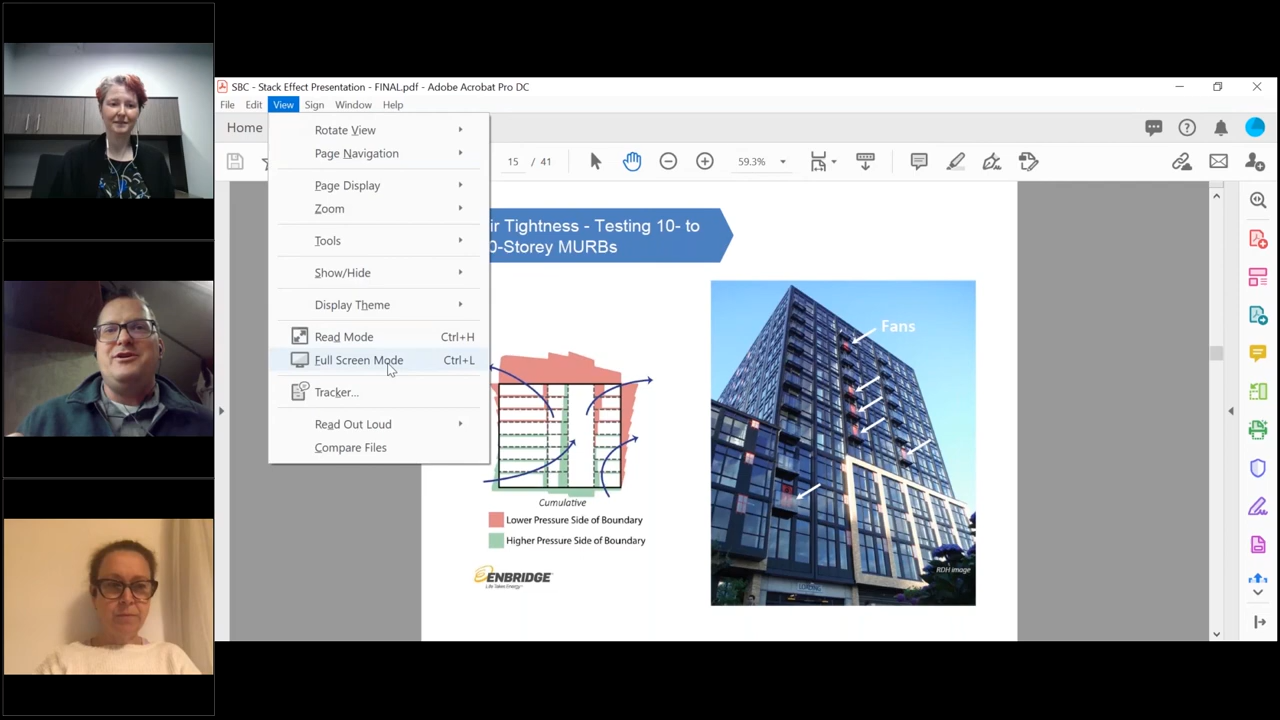 SBC - Stack Effect Presentation - FINAL.pdf - Adobe Acrobat Pro DC
File Edit View Sign Window Help
Home
15 / 41
59.3%
Rotate View
Page Navigation
Page Display
Zoom
Tools
Show/Hide
Display Theme
Read Mode Ctrl+H
Full Screen Mode Ctrl+L
Tracker...
Read Out Loud
Compare Files
ir Tightness - Testing 10- to
0-Storey MURBs
Cumulative
Lower Pressure Side of Boundary
Higher Pressure Side of Boundary
ENBRIDGE
Life Takes Energy
Fans
RDH image